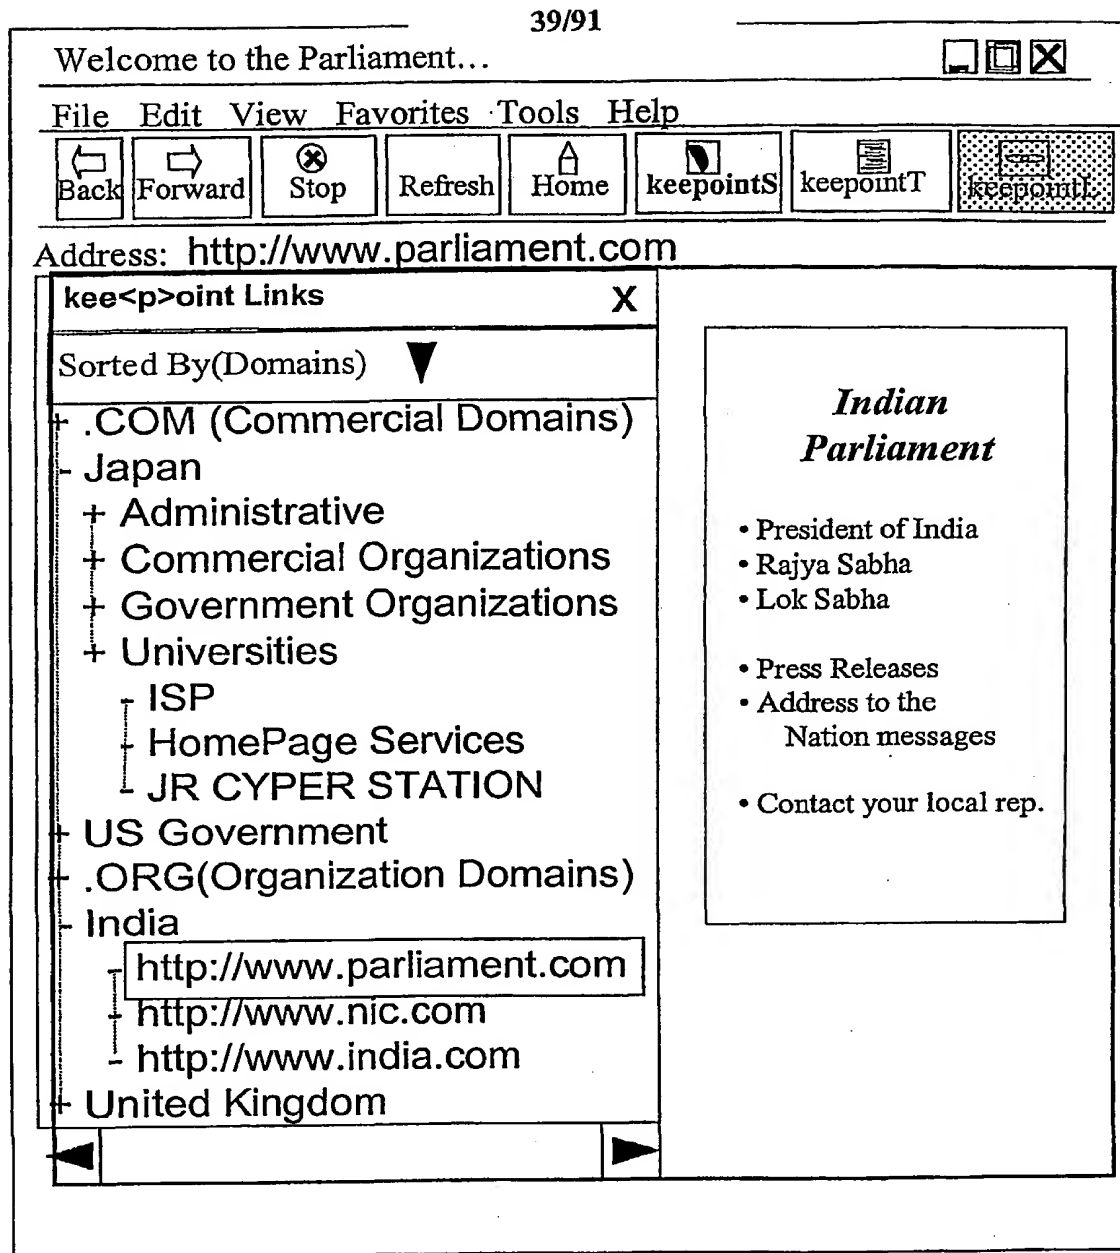 39/91
Welcome to the Parliament...
File Edit View Favorites Tools Help
Back Forward Stop Refresh Home keepointS keepointT keepointL
Address: http://www.parliament.com
kee<p>oint Links X
Sorted By(Domains)
+ .COM (Commercial Domains)
- Japan
+ Administrative
+ Commercial Organizations
+ Government Organizations
+ Universities
- ISP
- HomePage Services
- JR CYPER STATION
+ US Government
+ .ORG(Organization Domains)
- India
- http://www.parliament.com
- http://www.nic.com
- http://www.india.com
+ United Kingdom
Indian
Parliament
• President of India
• Rajya Sabha
• Lok Sabha
• Press Releases
• Address to the
Nation messages
• Contact your local rep.